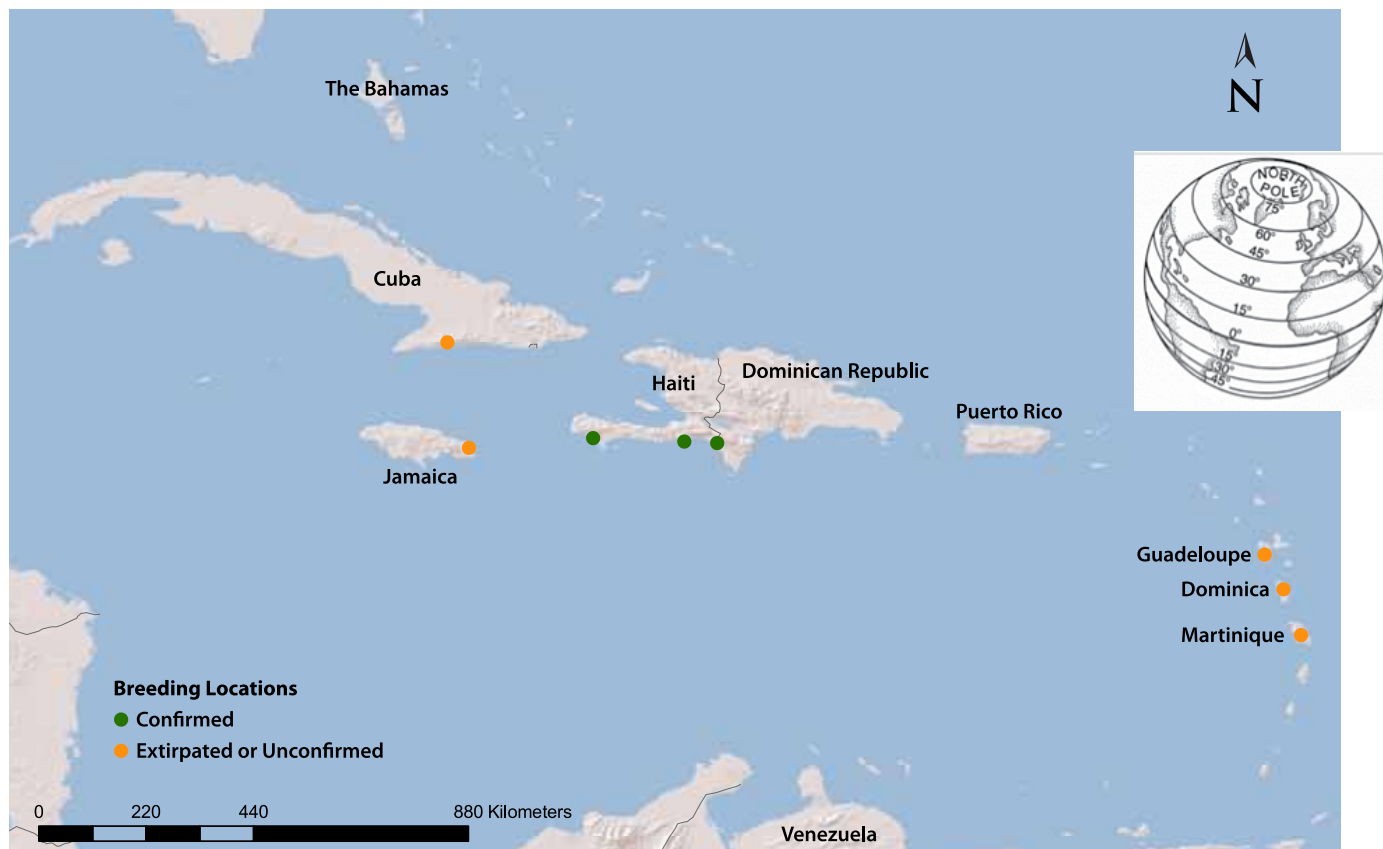 The Bahamas
N
NORTH
POLE
75°
60°
45°
30°
15°
0°
15°
30°
45°
Cuba
Haiti
Dominican Republic
Puerto Rico
Jamaica
Guadeloupe
Dominica
Martinique
Breeding Locations
Confirmed
Extirpated or Unconfirmed
0 220 440 880 Kilometers
Venezuela